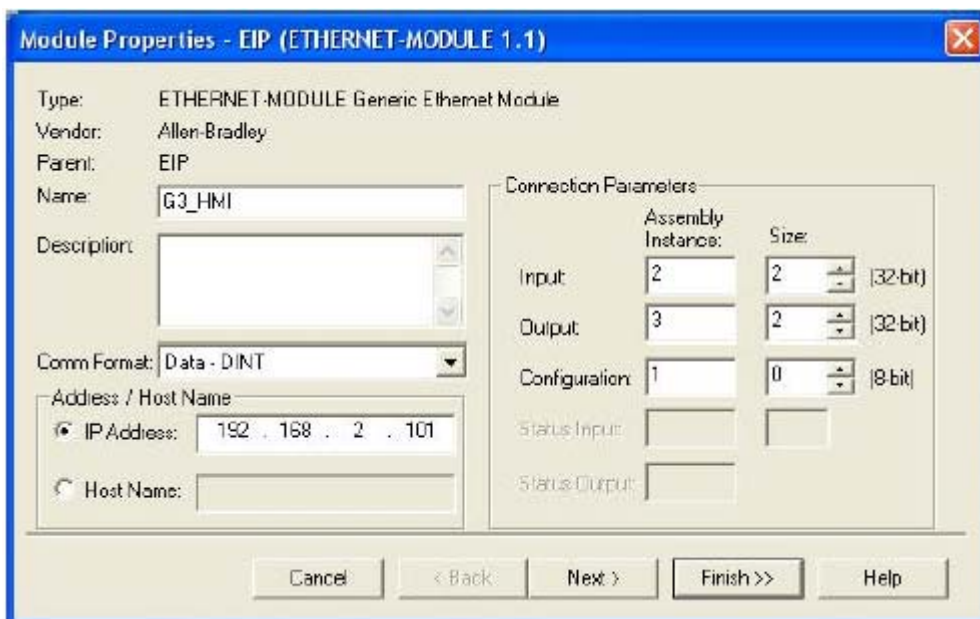 Module Properties - EIP (ETHERNET-MODULE 1.1)
Type: ETHERNET-MODULE Generic Ethernet Module
Vendor: Allen-Bradley
Parent: EIP
Name: G3_HMI
Description:
Comm Format: Data - DINT
Address / Host Name
IP Address: 192 . 168 . 2 . 101
Host Name:
Connection Parameters
Assembly Instance: Size:
Input: 2 2 (32-bit)
Output: 3 2 (32-bit)
Configuration: 1 0 (8-bit)
Status Input:
Status Output:
Cancel < Back Next > Finish >> Help